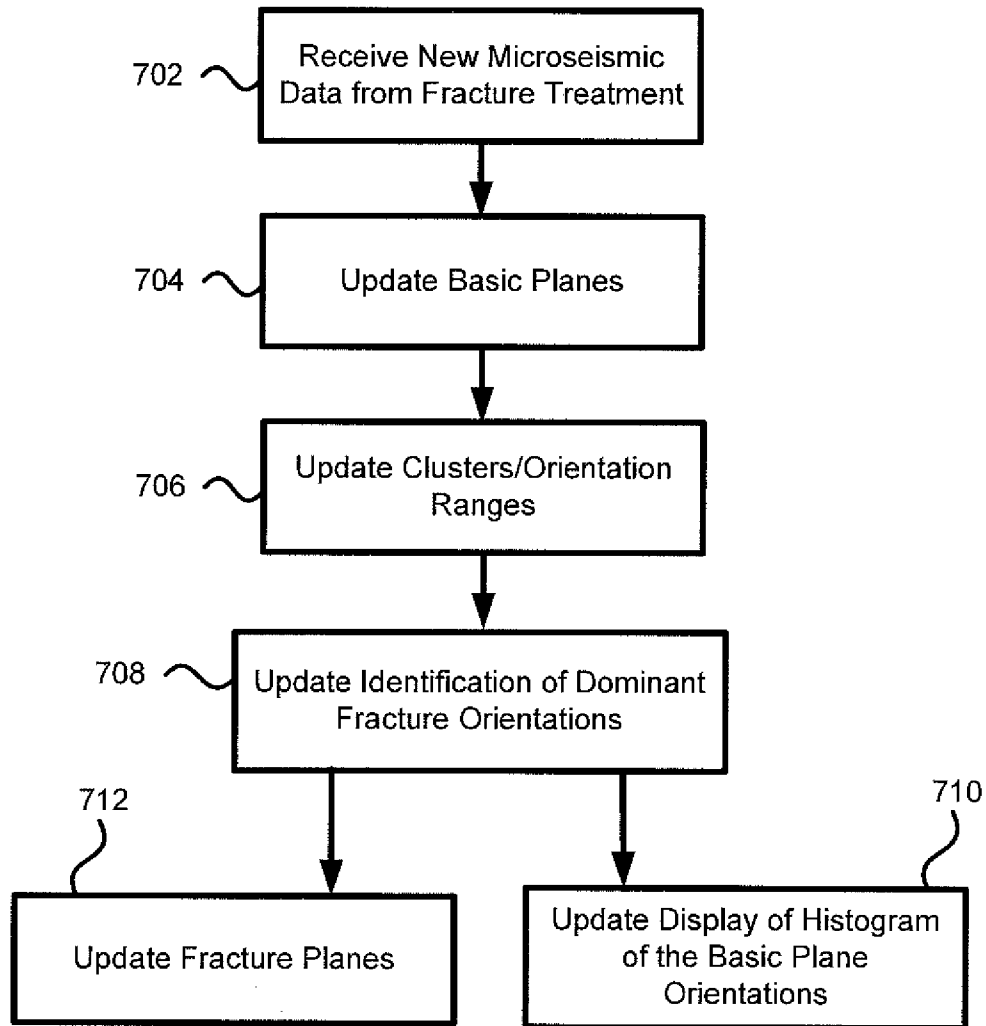 702
Receive New Microseismic
Data from Fracture Treatment
704
Update Basic Planes
706
Update Clusters/Orientation
Ranges
708
Update Identification of Dominant
Fracture Orientations
712
Update Fracture Planes
710
Update Display of Histogram
of the Basic Plane
Orientations